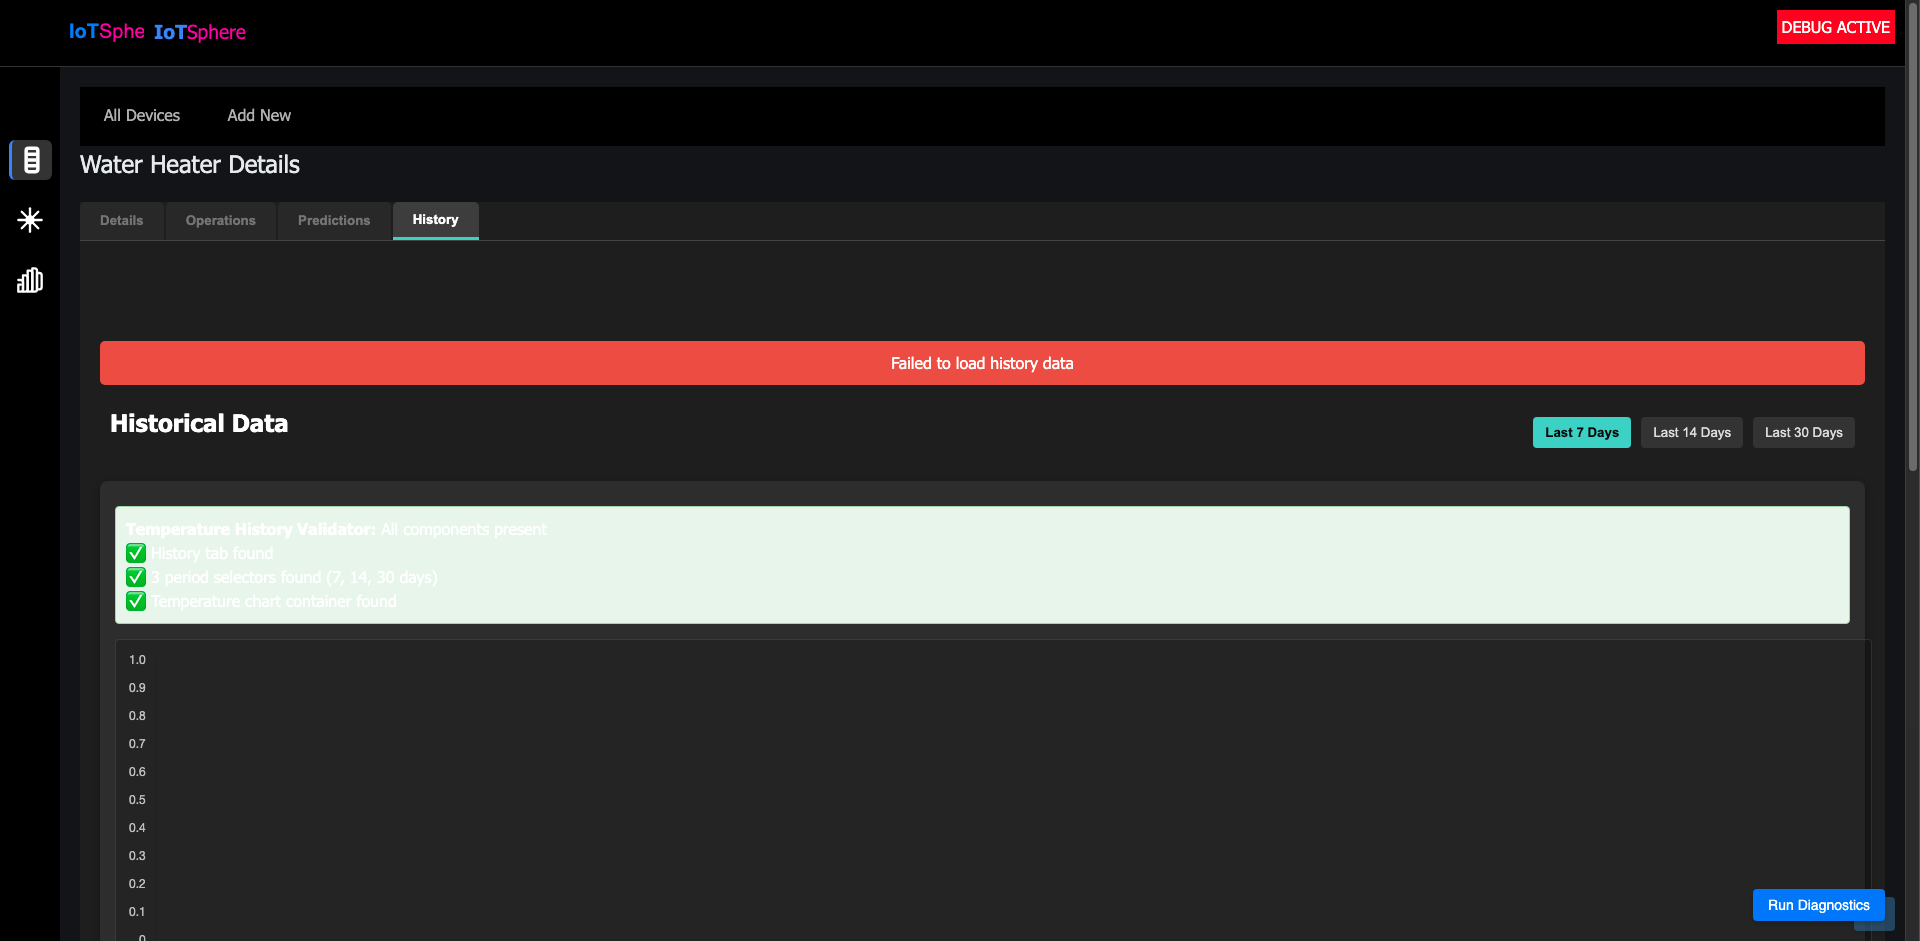 IoTSphe IoTSphere
DEBUG ACTIVE
All Devices Add New
Water Heater Details
Details Operations Predictions History
Failed to load history data
Historical Data
Last 7 Days Last 14 Days Last 30 Days
Temperature History Validator: All components present
✅ History tab found
✅ 3 period selectors found (7, 14, 30 days)
✅ Temperature chart container found
1.0
0.9
0.8
0.7
0.6
0.5
0.4
0.3
0.2
0.1
0
Run Diagnostics